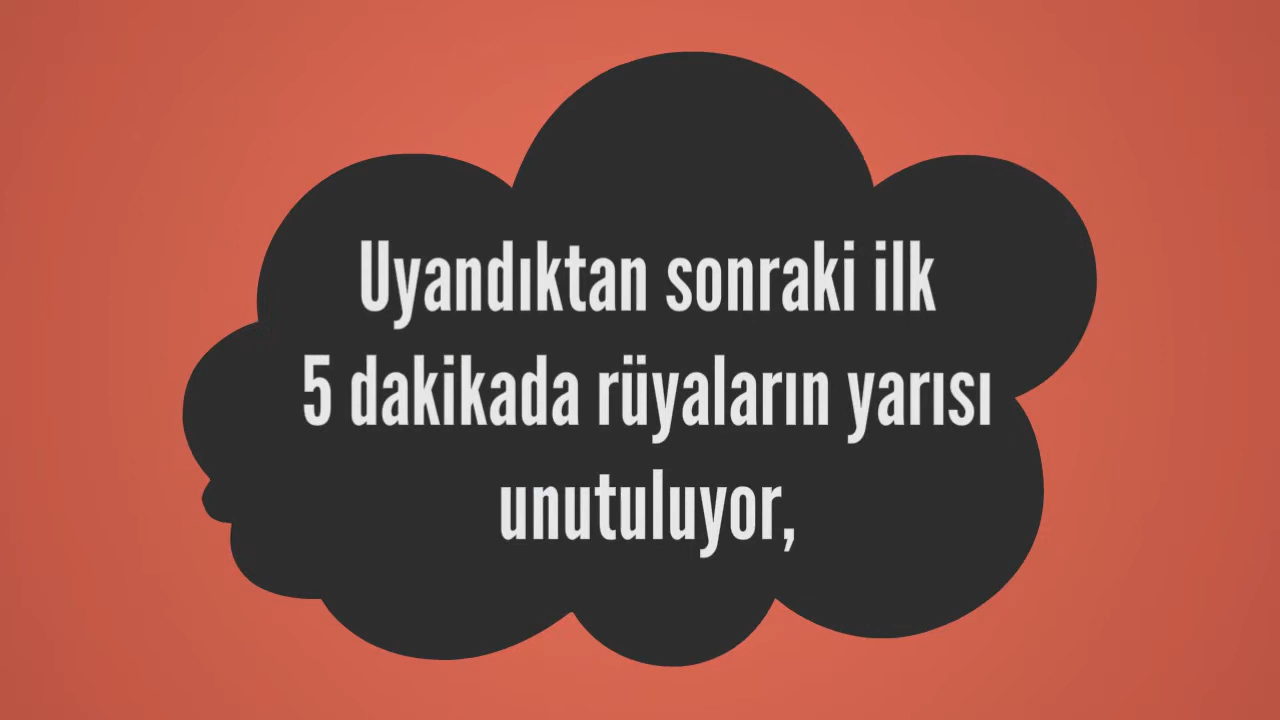 Uyandıktan sonraki ilk
5 dakikada rüyaların yarısı
unutuluyor,